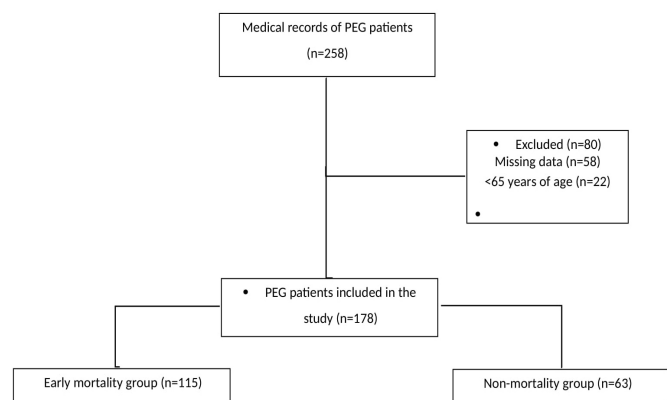 Medical records of PEG patients
(n=258)
• Excluded (n=80)
Missing data (n=58)
<65 years of age (n=22)
•
• PEG patients included in the
study (n=178)
Early mortality group (n=115)
Non-mortality group (n=63)